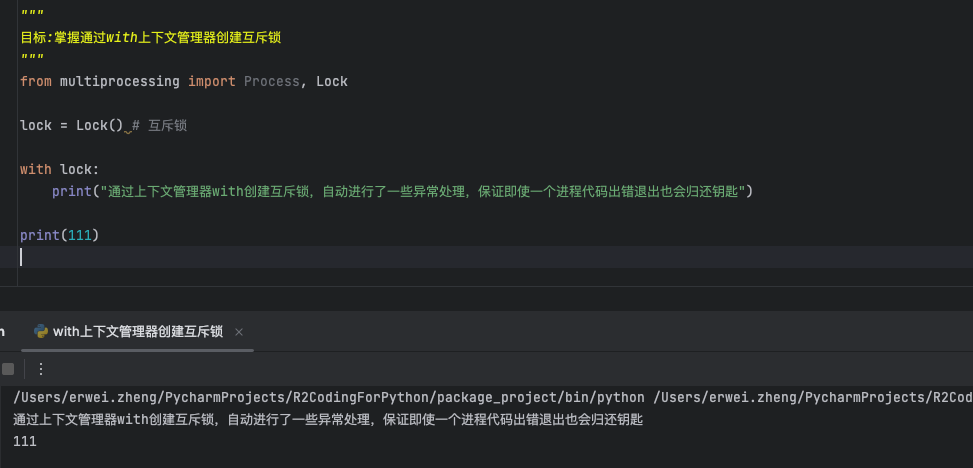 """
目标:掌握通过with上下文管理器创建互斥锁
"""
from multiprocessing import Process, Lock
lock = Lock() # 互斥锁
with lock:
    print("通过上下文管理器with创建互斥锁，自动进行了一些异常处理，保证即使一个进程代码出错退出也会归还钥匙")
print(111)
with上下文管理器创建互斥锁 ×
/Users/erwei.zheng/PycharmProjects/R2CodingForPython/package_project/bin/python /Users/erwei.zheng/PycharmProjects/R2Cod
通过上下文管理器with创建互斥锁，自动进行了一些异常处理，保证即使一个进程代码出错退出也会归还钥匙
111